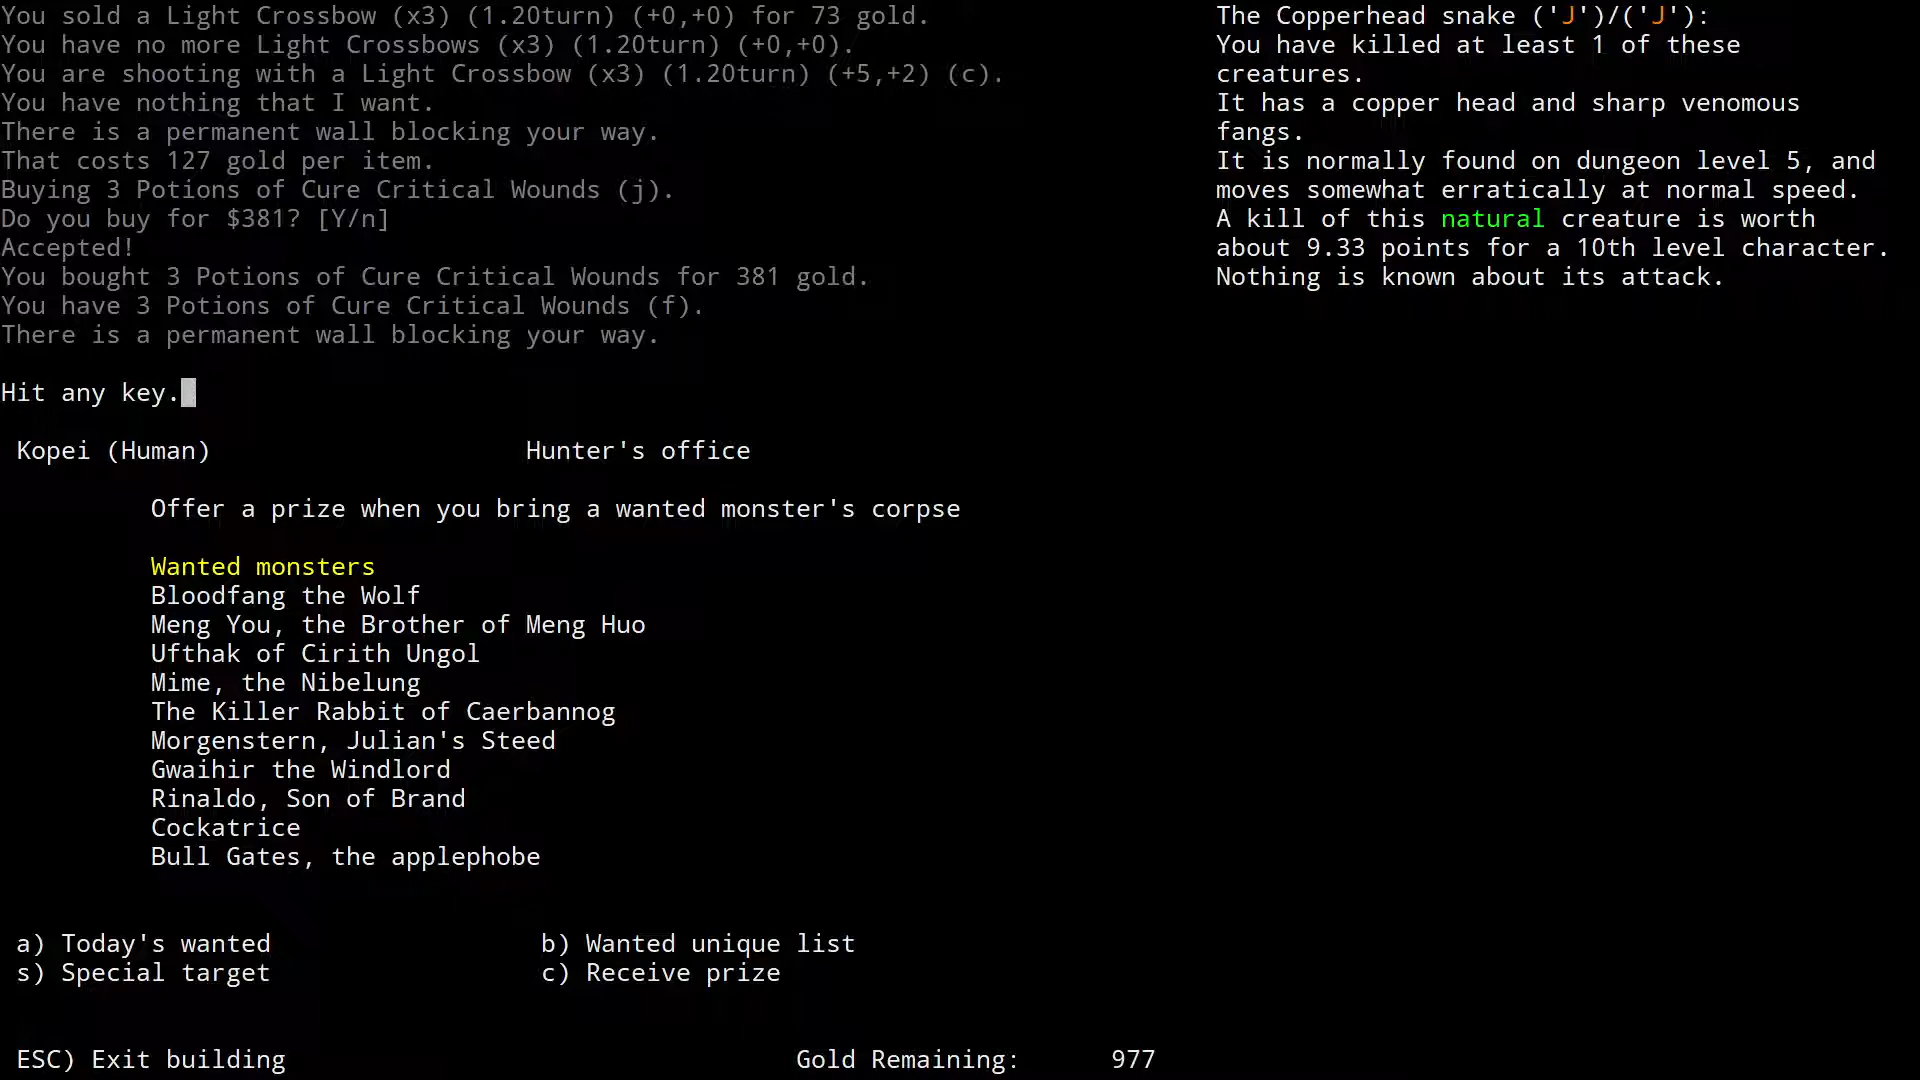 You sold a Light Crossbow (x3) (1.20turn) (+0,+0) for 73 gold.
You have no more Light Crossbows (x3) (1.20turn) (+0,+0).
You are shooting with a Light Crossbow (x3) (1.20turn) (+5,+2) (c).
You have nothing that I want.
There is a permanent wall blocking your way.
That costs 127 gold per item.
Buying 3 Potions of Cure Critical Wounds (j).
Do you buy for $381? [Y/n]
Accepted!
You bought 3 Potions of Cure Critical Wounds for 381 gold.
You have 3 Potions of Cure Critical Wounds (f).
There is a permanent wall blocking your way.
Hit any key.
Kopei (Human) Hunter's office
Offer a prize when you bring a wanted monster's corpse
Wanted monsters
Bloodfang the Wolf
Meng You, the Brother of Meng Huo
Ufthak of Cirith Ungol
Mime, the Nibelung
The Killer Rabbit of Caerbannog
Morgenstern, Julian's Steed
Gwaihir the Windlord
Rinaldo, Son of Brand
Cockatrice
Bull Gates, the applephobe
a) Today's wanted b) Wanted unique list
s) Special target c) Receive prize
ESC) Exit building Gold Remaining: 977
The Copperhead snake ('J')/('J'):
You have killed at least 1 of these
creatures.
It has a copper head and sharp venomous
fangs.
It is normally found on dungeon level 5, and
moves somewhat erratically at normal speed.
A kill of this natural creature is worth
about 9.33 points for a 10th level character.
Nothing is known about its attack.